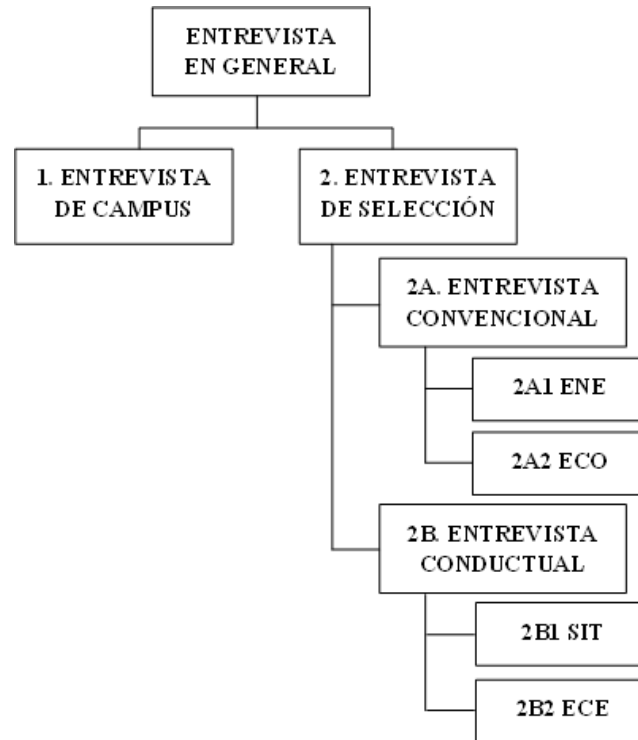 ENTREVISTA
EN GENERAL
1. ENTREVISTA
DE CAMPUS
2. ENTREVISTA
DE SELECCIÓN
2A. ENTREVISTA
CONVENCIONAL
2A1 ENE
2A2 ECO
2B. ENTREVISTA
CONDUCTUAL
2B1 SIT
2B2 ECE